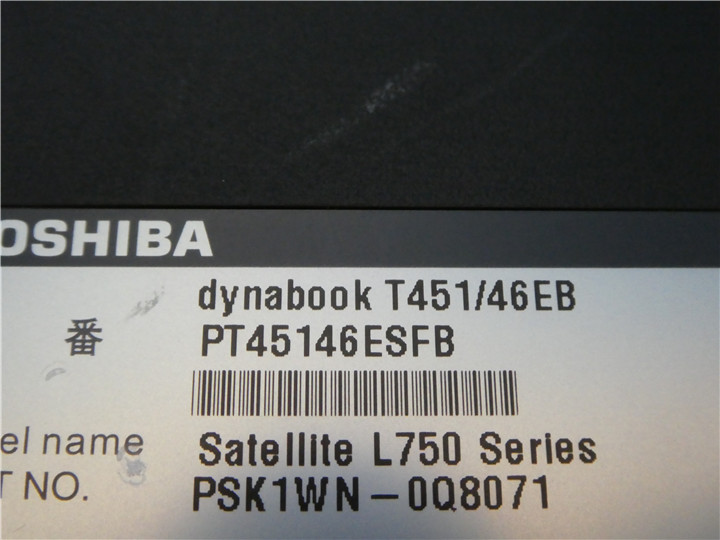 OSHIBA
dynabook T451/46EB
番 PT45146ESFB
el name Satellite L750 Series
T NO. PSK1WN-0Q8071